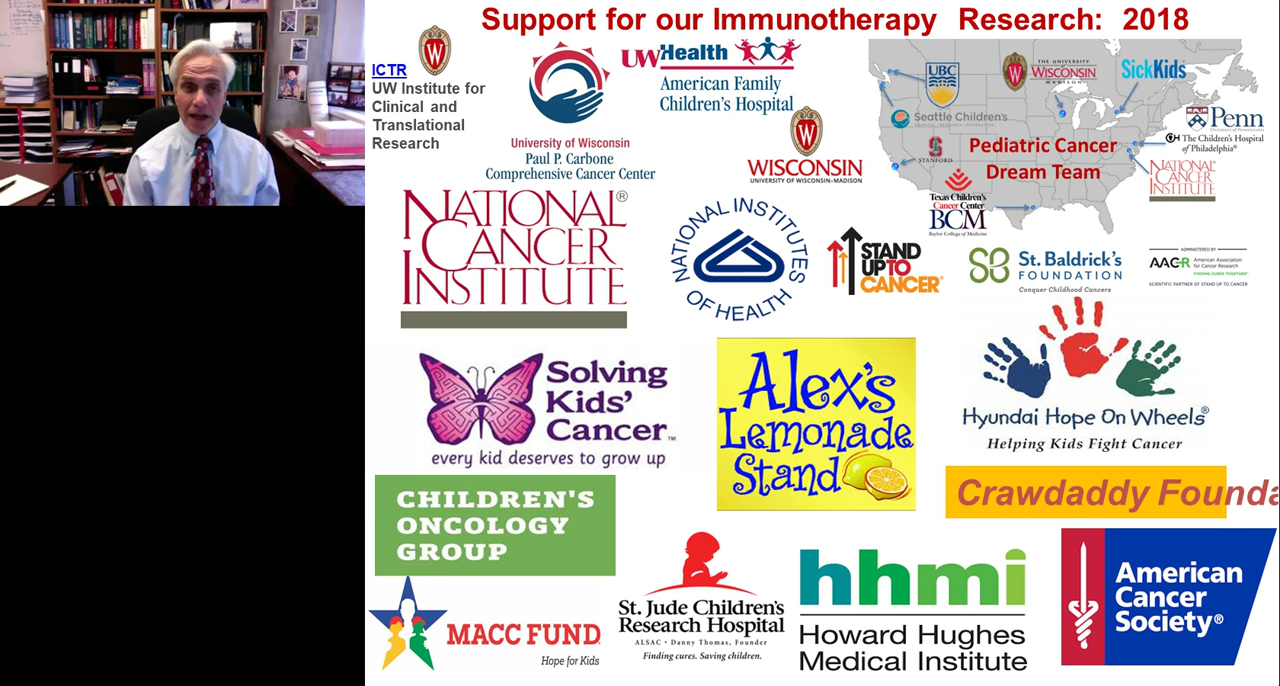 Support for our Immunotherapy Research: 2018
ICTR
UW Institute for
Clinical and
Translational
Research
W
University of Wisconsin
Paul P. Carbone
Comprehensive Cancer Center
UWHealth
American Family
Children's Hospital
W
WISCONSIN
UNIVERSITY OF WISCONSIN–MADISON
UBC
W
THE UNIVERSITY
of
WISCONSIN
MADISON
SickKids
Seattle Children's
Penn
The Children's Hospital
of Philadelphia®
S
STANFORD
Pediatric Cancer
Dream Team
NATIONAL
CANCER
INSTITUTE
Texas Children's
Cancer Center
BCM
Baylor College of Medicine
NATIONAL®
CANCER
INSTITUTE
NATIONAL INSTITUTES
OF HEALTH
STAND
UP TO
CANCER
St. Baldrick's
FOUNDATION
Conquer Childhood Cancers
ADMINISTERED BY
AACR
American Association
for Cancer Research
FINDING CURES TOGETHER
SCIENTIFIC PARTNER OF STAND UP TO CANCER
Solving
Kids'
Cancer™
every kid deserves to grow up
Alex's
Lemonade
Stand
Hyundai Hope On Wheels®
Helping Kids Fight Cancer
Crawdaddy Founda
CHILDREN'S
ONCOLOGY
GROUP
MACC FUND
Hope for Kids
St. Jude Children's
Research Hospital
ALSAC • Danny Thomas, Founder
Finding cures. Saving children.
hhmi
Howard Hughes
Medical Institute
American
Cancer
Society®